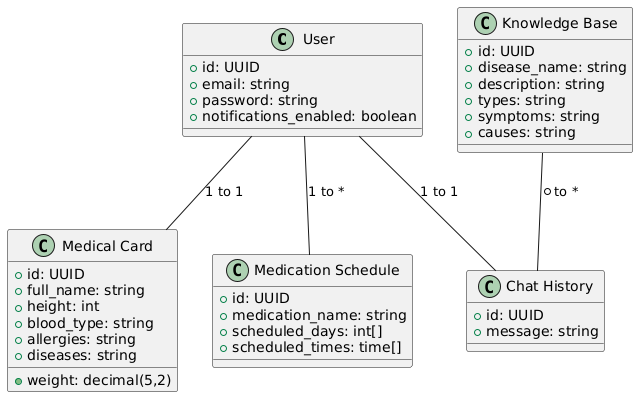 C User
id: UUID
email: string
password: string
notifications_enabled: boolean
C Knowledge Base
id: UUID
disease_name: string
description: string
types: string
symptoms: string
causes: string
1 to 1
1 to *
1 to 1
to *
C Medical Card
id: UUID
full_name: string
height: int
blood_type: string
allergies: string
diseases: string
weight: decimal(5,2)
C Medication Schedule
id: UUID
medication_name: string
scheduled_days: int[]
scheduled_times: time[]
C Chat History
id: UUID
message: string